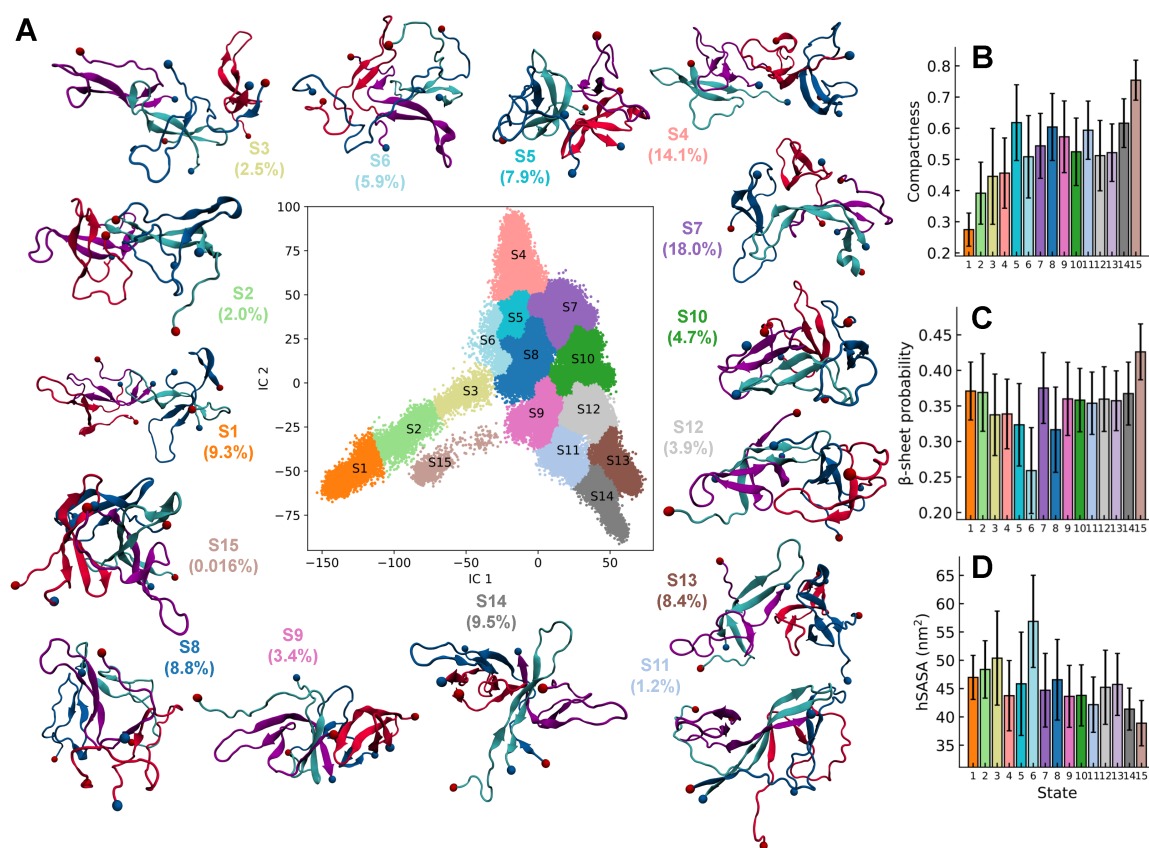 A
S3
(2.5%)
S6
(5.9%)
S5
(7.9%)
S4
(14.1%)
S2
(2.0%)
S7
(18.0%)
S1
(9.3%)
S10
(4.7%)
S15
(0.016%)
S12
(3.9%)
S8
(8.8%)
S9
(3.4%)
S14
(9.5%)
S13
(8.4%)
S11
(1.2%)
IC 2
100
75
50
25
0
−25
−50
−75
S4
S5
S7
S6
S8
S10
S3
S9
S12
S2
S11
S1
S15
S13
S14
−150 −100 −50 0 50
IC 1
B
Compactness
0.8
0.7
0.6
0.5
0.4
0.3
0.2
1 2 3 4 5 6 7 8 9 10 11 12 13 14 15
C
β-sheet probability
0.45
0.40
0.35
0.30
0.25
0.20
1 2 3 4 5 6 7 8 9 10 11 12 13 14 15
D
hSASA (nm²)
65
60
55
50
45
40
35
1 2 3 4 5 6 7 8 9 10 11 12 13 14 15
State